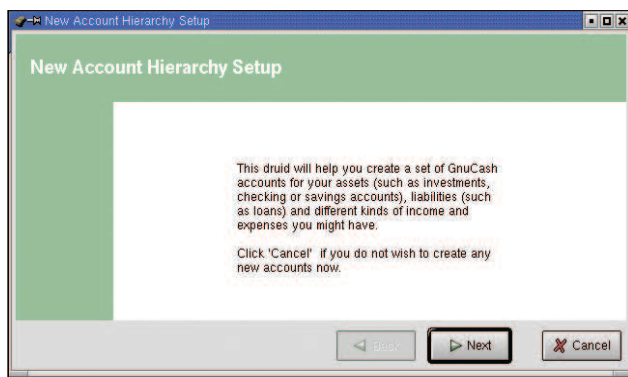 New Account Hierarchy Setup
New Account Hierarchy Setup
This druid will help you create a set of GnuCash
accounts for your assets (such as investments,
checking or savings accounts), liabilities (such
as loans) and different kinds of income and
expenses you might have.
Click 'Cancel' if you do not wish to create any
new accounts now.
Back
Next
Cancel